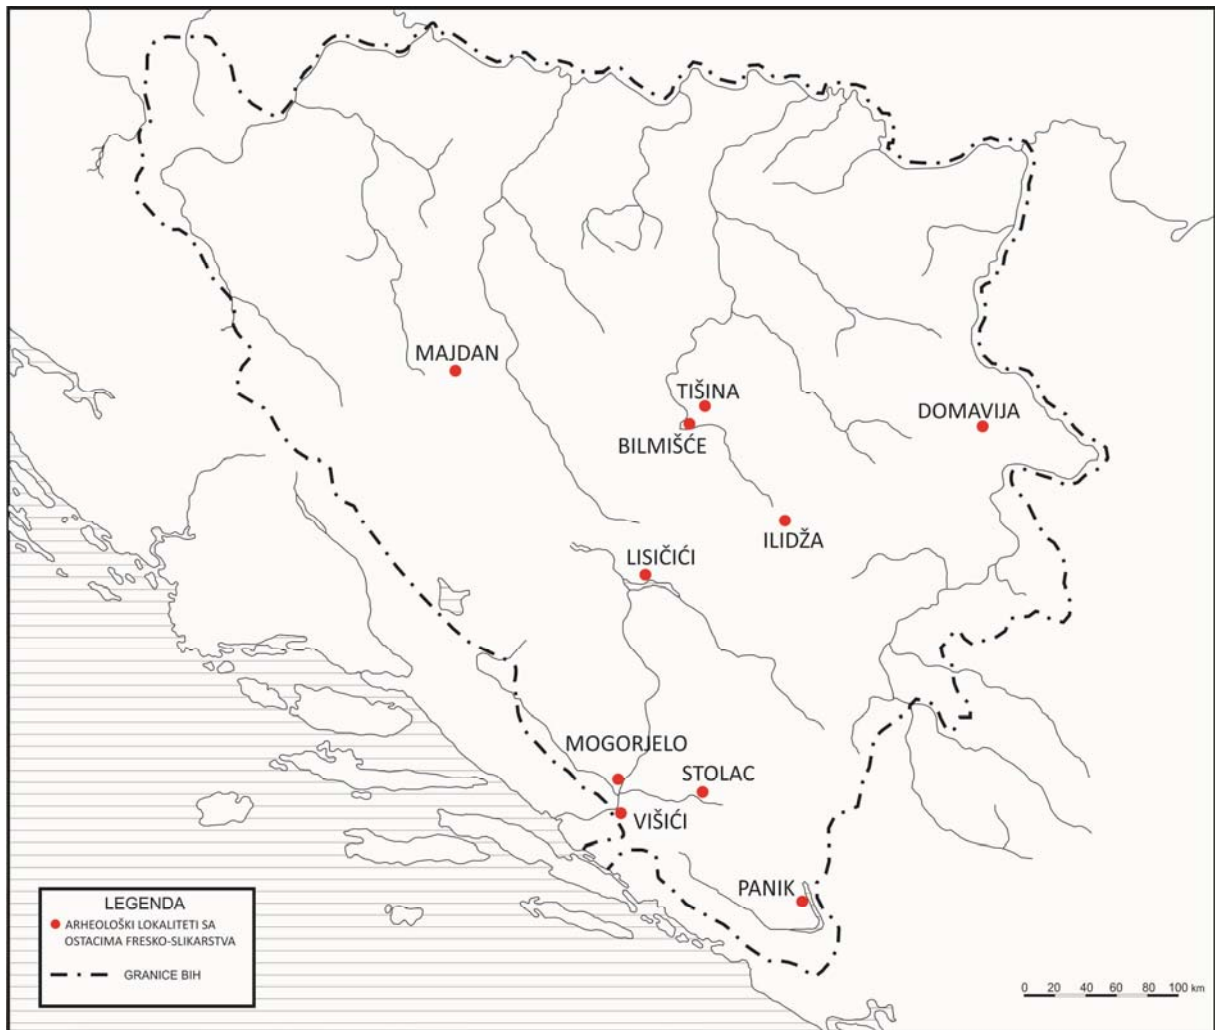 MAJDAN
TIŠINA
DOMAVIJA
BILMIŠĆE
ILIDŽA
LISIČIĆI
MOGORJELO
STOLAC
VIŠIĆI
PANIK
LEGENDA
ARHEOLOŠKI LOKALITETI SA
OSTACIMA FRESKO-SLIKARSTVA
GRANICE BIH
0 20 40 60 80 100 km